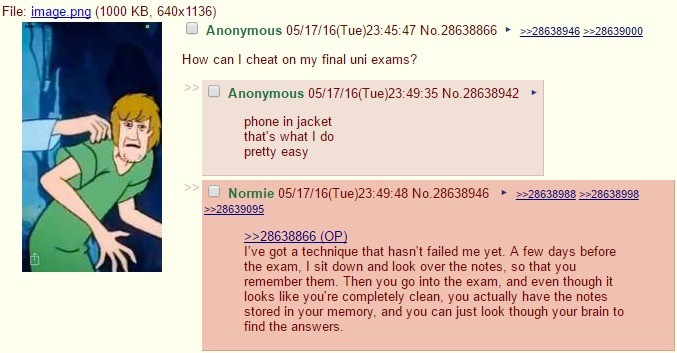 File: image.png (1000 KB, 640x1136)
Anonymous 05/17/16(Tue)23:45:47 No.28638866 ► >>28638946 >>28639000
How can I cheat on my final uni exams?
>> Anonymous 05/17/16(Tue)23:49:35 No.28638942 ►
phone in jacket
that's what I do
pretty easy
>> Normie 05/17/16(Tue)23:49:48 No.28638946 ► >>28638988 >>28638998
>>28639095
>>28638866 (OP)
I've got a technique that hasn't failed me yet. A few days before
the exam, I sit down and look over the notes, so that you
remember them. Then you go into the exam, and even though it
looks like you're completely clean, you actually have the notes
stored in your memory, and you can just look though your brain to
find the answers.